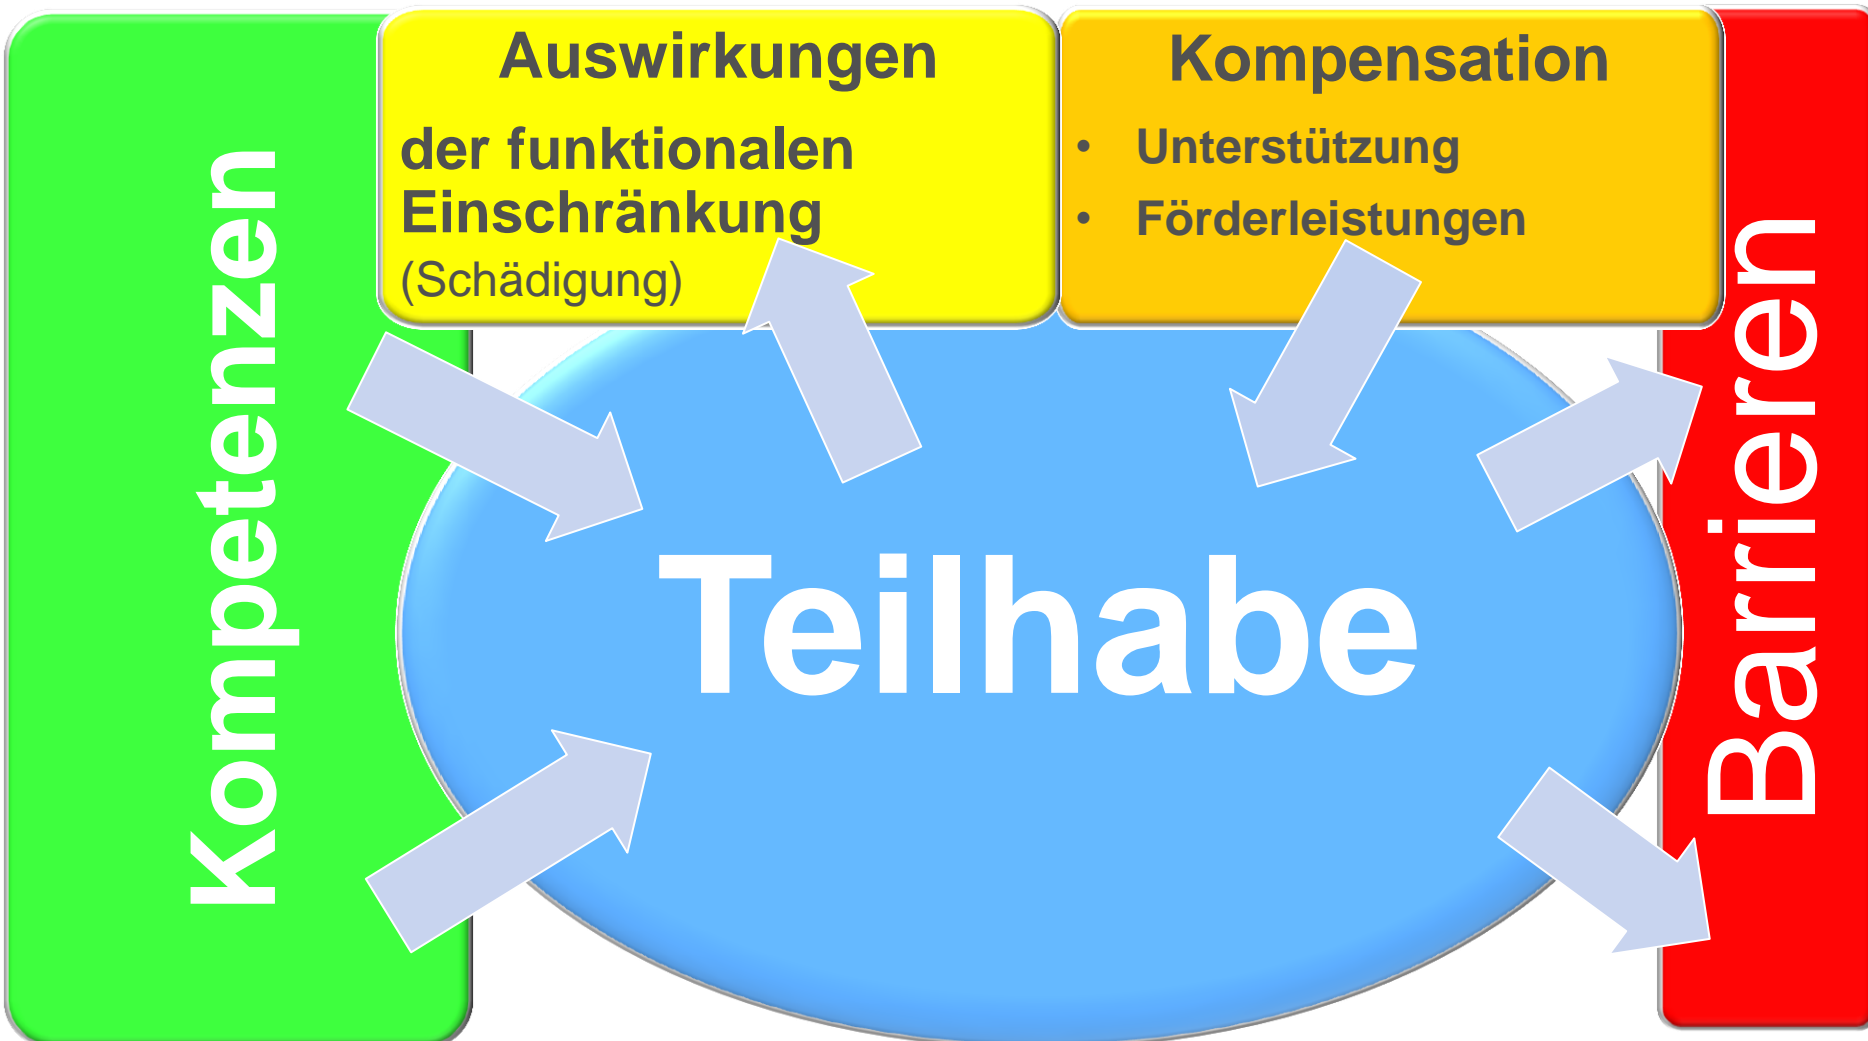 Kompetenzen
Auswirkungen
der funktionalen
Einschränkung
(Schädigung)
Kompensation
• Unterstützung
• Förderleistungen
Barrieren
Teilhabe